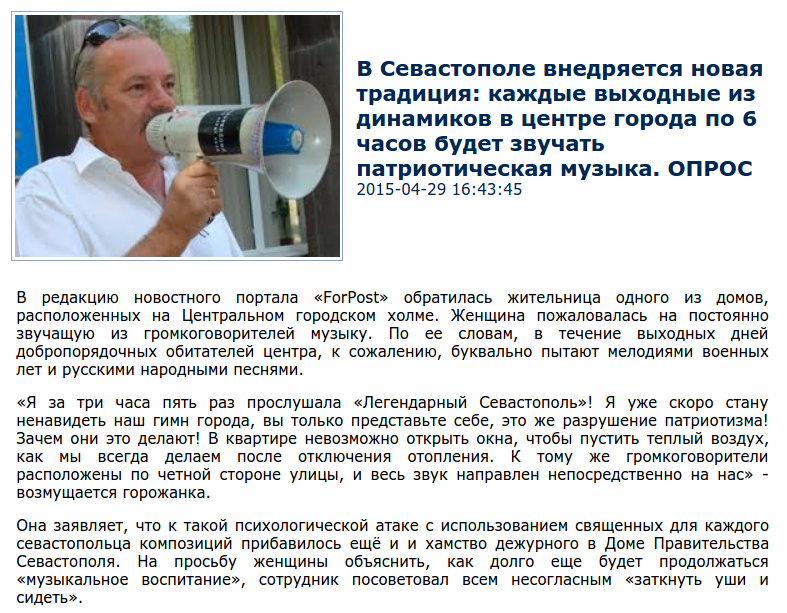 В Севастополе внедряется новая
традиция: каждые выходные из
динамиков в центре города по 6
часов будет звучать
патриотическая музыка. ОПРОС
2015-04-29 16:43:45
В редакцию новостного портала «ForPost» обратилась жительница одного из домов,
расположенных на Центральном городском холме. Женщина пожаловалась на постоянно
звучащую из громкоговорителей музыку. По ее словам, в течение выходных дней
добропорядочных обитателей центра, к сожалению, буквально пытают мелодиями военных
лет и русскими народными песнями.
«Я за три часа пять раз прослушала «Легендарный Севастополь»! Я уже скоро стану
ненавидеть наш гимн города, вы только представьте себе, это же разрушение патриотизма!
Зачем они это делают! В квартире невозможно открыть окна, чтобы пустить теплый воздух,
как мы всегда делаем после отключения отопления. К тому же громкоговорители
расположены по четной стороне улицы, и весь звук направлен непосредственно на нас» -
возмущается горожанка.
Она заявляет, что к такой психологической атаке с использованием священных для каждого
севастопольца композиций прибавилось ещё и и хамство дежурного в Доме Правительства
Севастополя. На просьбу женщины объяснить, как долго еще будет продолжаться
«музыкальное воспитание», сотрудник посоветовал всем несогласным «заткнуть уши и
сидеть».